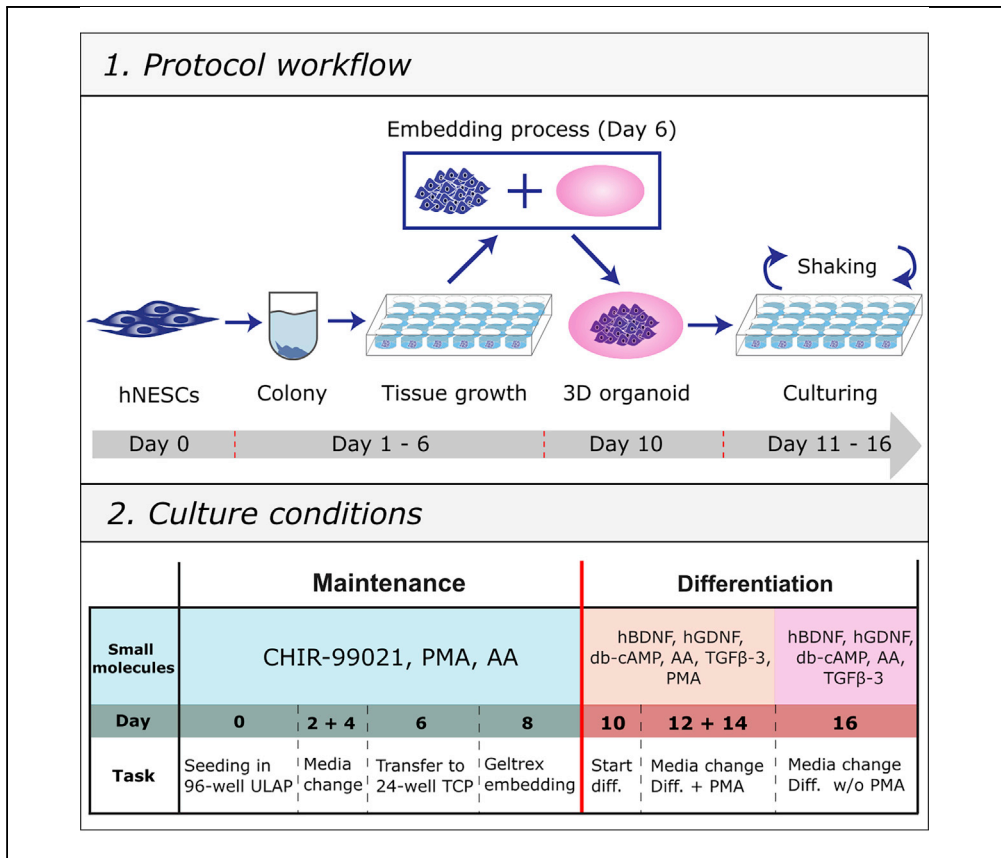 1. Protocol workflow
Embedding process (Day 6)
Shaking
hNESCs
Colony
Tissue growth
3D organoid
Culturing
Day 0
Day 1 - 6
Day 10
Day 11 - 16
2. Culture conditions
Maintenance
Differentiation
Small
molecules
CHIR-99021, PMA, AA
hBDNF, hGDNF,
db-cAMP, AA, TGFβ-3,
PMA
hBDNF, hGDNF,
db-cAMP, AA,
TGFβ-3
Day
0
2 + 4
6
8
10
12 + 14
16
Task
Seeding in
96-well ULAP
Media
change
Transfer to
24-well TCP
Geltrex
embedding
Start
diff.
Media change
Diff. + PMA
Media change
Diff. w/o PMA